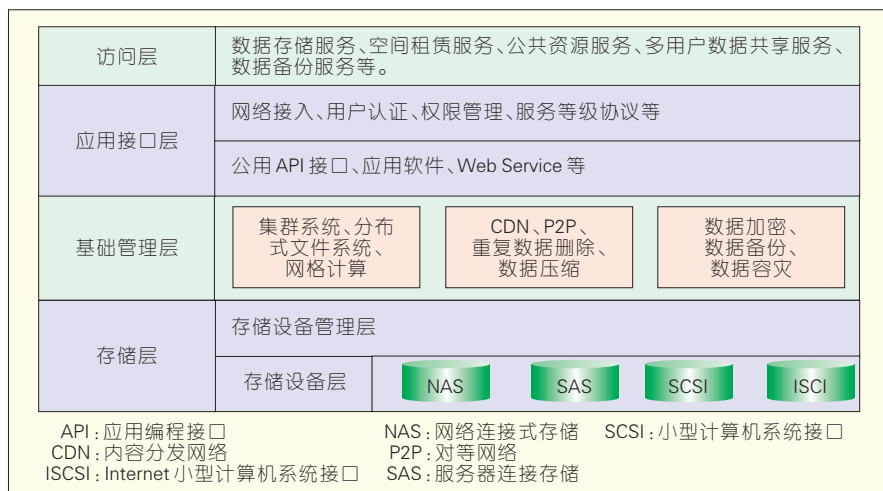 访问层
数据存储服务、空间租赁服务、公共资源服务、多用户数据共享服务、
数据备份服务等。
应用接口层
网络接入、用户认证、权限管理、服务等级协议等
公用API接口、应用软件、Web Service等
基础管理层
集群系统、分布
式文件系统、
网格计算
CDN、P2P、
重复数据删除、
数据压缩
数据加密、
数据备份、
数据容灾
存储层
存储设备管理层
存储设备层
NAS
SAS
SCSI
ISCI
API:应用编程接口 NAS:网络连接式存储 SCSI:小型计算机系统接口
CDN:内容分发网络 P2P:对等网络
ISCSI:Internet小型计算机系统接口 SAS:服务器连接存储